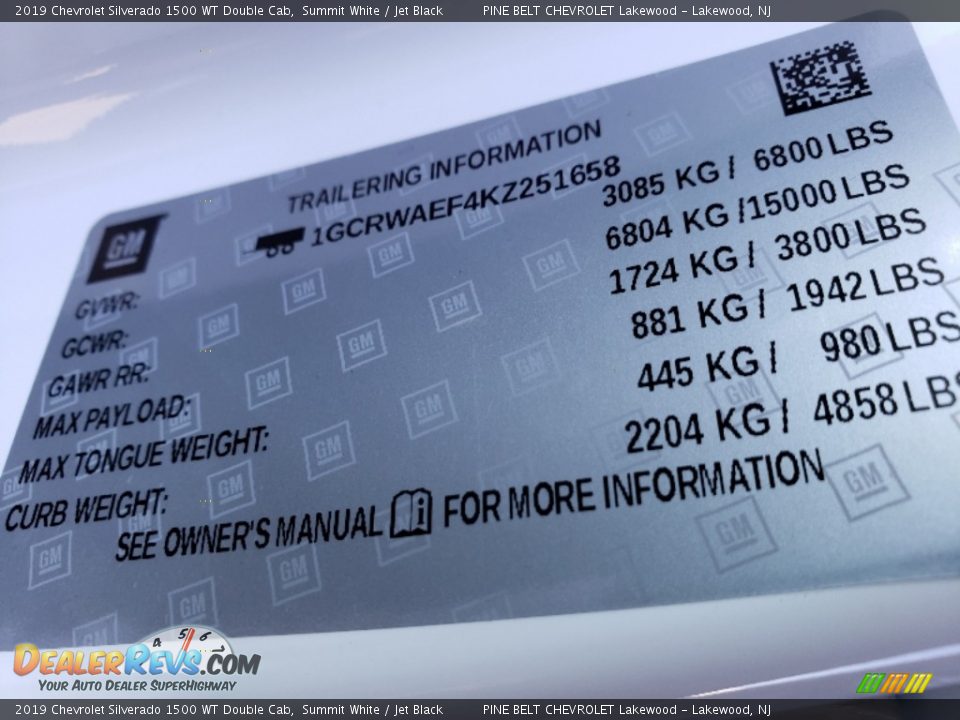 2019 Chevrolet Silverado 1500 WT Double Cab, Summit White / Jet Black PINE BELT CHEVROLET Lakewood - Lakewood, NJ
TRAILERING INFORMATION
GM 1GCRWAEF4KZ251658
GVWR: 3085 KG / 6800 LBS
GCWR: 6804 KG / 15000 LBS
GAWR RR: 1724 KG / 3800 LBS
MAX PAYLOAD: 881 KG / 1942 LBS
MAX TONGUE WEIGHT: 445 KG / 980 LBS
CURB WEIGHT: 2204 KG / 4858 LBS
SEE OWNER'S MANUAL FOR MORE INFORMATION
4 5 6
DEALERREVS.COM
YOUR AUTO DEALER SUPERHIGHWAY
2019 Chevrolet Silverado 1500 WT Double Cab, Summit White / Jet Black PINE BELT CHEVROLET Lakewood - Lakewood, NJ